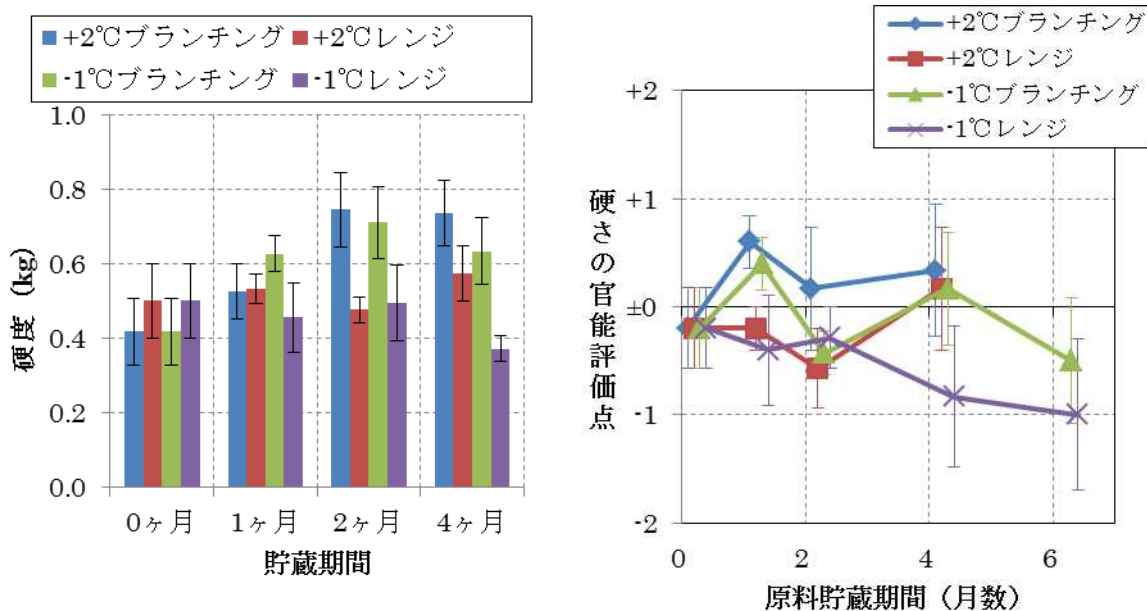 +2℃ブランチング +2℃レンジ
-1℃ブランチング -1℃レンジ
1.0
0.8
0.6
0.4
0.2
0.0
硬度（kg）
0ヶ月 1ヶ月 2ヶ月 4ヶ月
貯蔵期間
+2℃ブランチング
+2℃レンジ
-1℃ブランチング
-1℃レンジ
+2
+1
±0
-1
-2
硬さの官能評価点
0 2 4 6
原料貯蔵期間（月数）